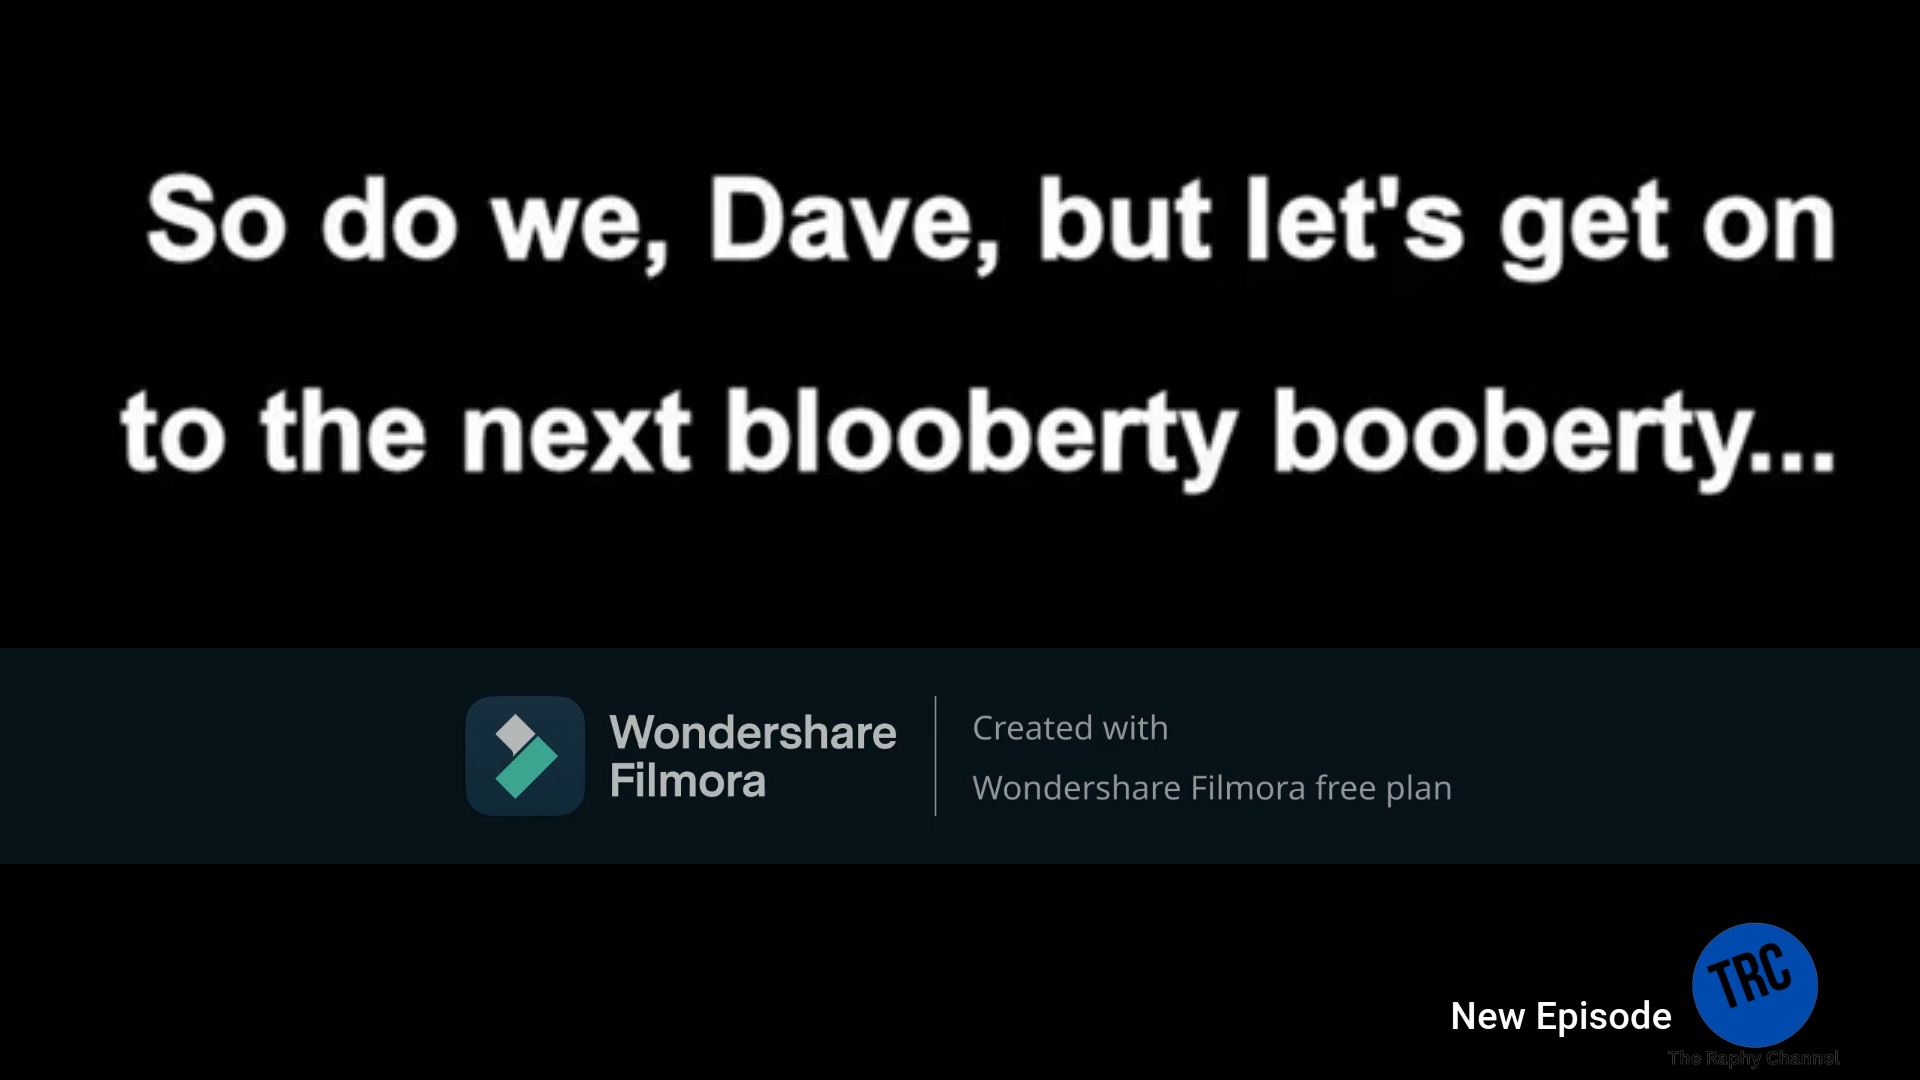 So do we, Dave, but let's get on
to the next blooberty booberty...
Wondershare
Filmora
Created with
Wondershare Filmora free plan
New Episode
TRC
The Raphy Channel